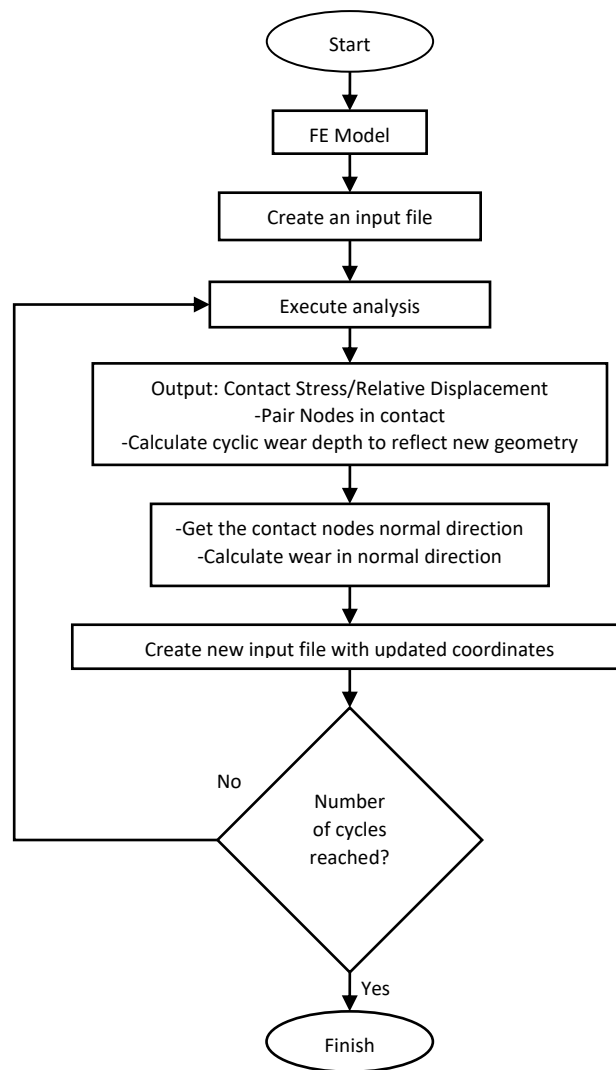 Start
FE Model
Create an input file
Execute analysis
Output: Contact Stress/Relative Displacement
-Pair Nodes in contact
-Calculate cyclic wear depth to reflect new geometry
-Get the contact nodes normal direction
-Calculate wear in normal direction
Create new input file with updated coordinates
No
Number
of cycles
reached?
Yes
Finish